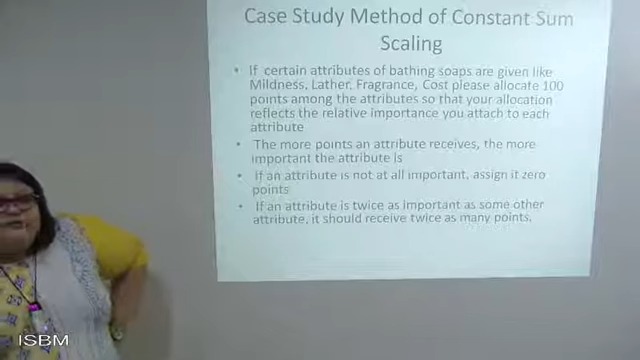 Case Study Method of Constant Sum
Scaling
• If certain attributes of bathing soaps are given like
Mildness, Lather, Fragrance, Cost please allocate 100
points among the attributes so that your allocation
reflects the relative importance you attach to each
attribute
• The more points an attribute receives, the more
important the attribute is
• If an attribute is not at all important, assign it zero
points
• If an attribute is twice as important as some other
attribute, it should receive twice as many points.
ISBM